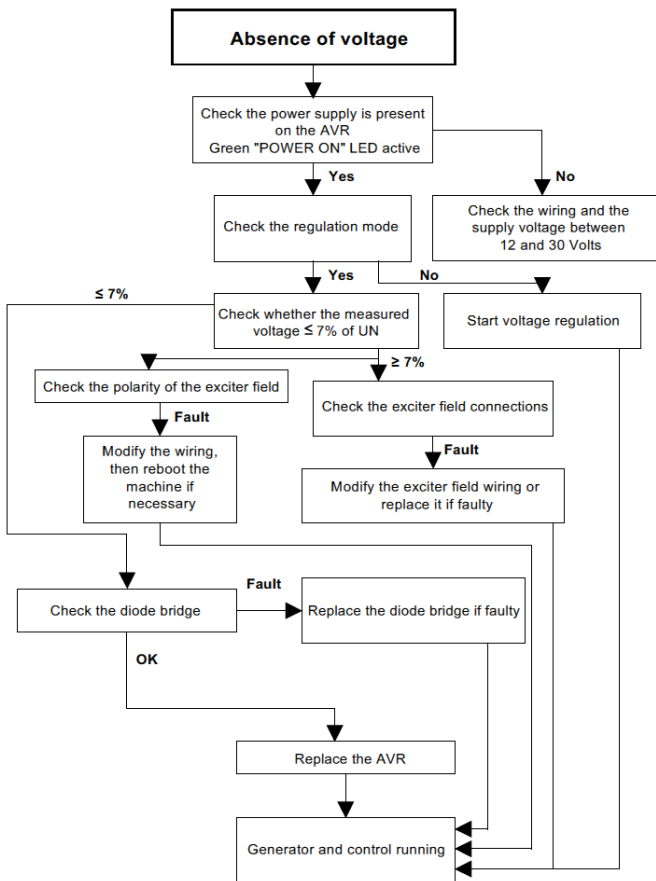 Absence of voltage
Check the power supply is present
on the AVR
Green "POWER ON" LED active
Yes
No
Check the regulation mode
Check the wiring and the
supply voltage between
12 and 30 Volts
Yes
No
≤ 7%
Check whether the measured
voltage ≤ 7% of UN
Start voltage regulation
≥ 7%
Check the polarity of the exciter field
Check the exciter field connections
Fault
Fault
Modify the wiring,
then reboot the
machine if
necessary
Modify the exciter field wiring or
replace it if faulty
Check the diode bridge
Fault
Replace the diode bridge if faulty
OK
Replace the AVR
Generator and control running